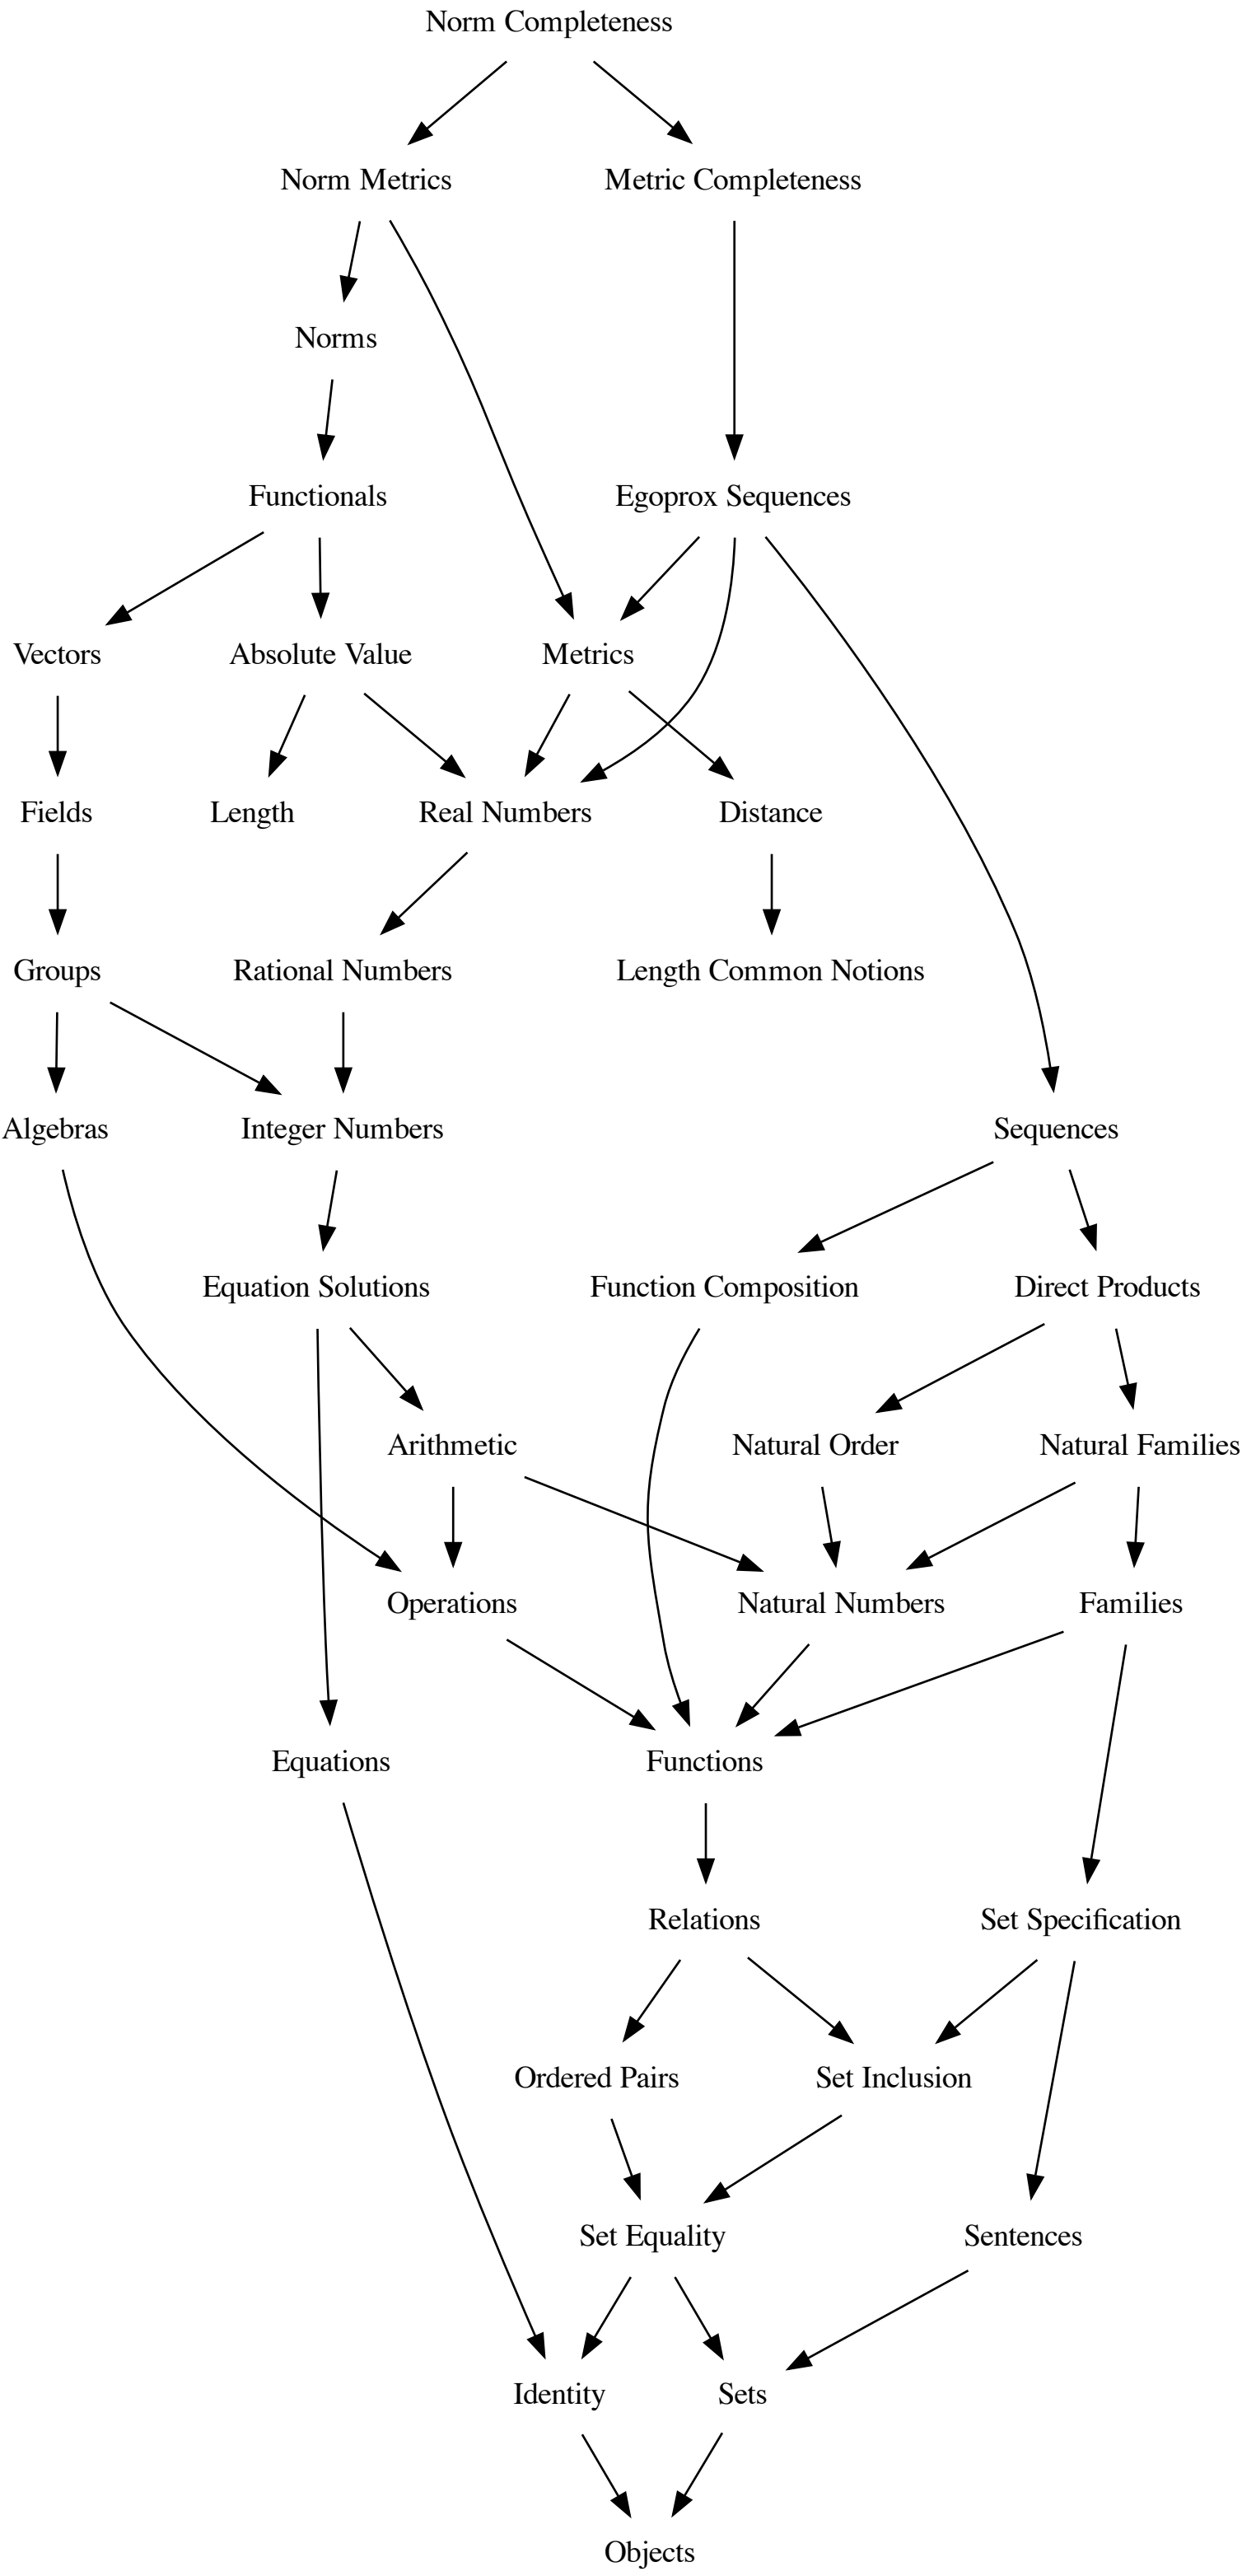 Norm Completeness
Norm Metrics
Metric Completeness
Norms
Functionals
Egoprox Sequences
Vectors
Absolute Value
Metrics
Fields
Length
Real Numbers
Distance
Groups
Rational Numbers
Length Common Notions
Algebras
Integer Numbers
Sequences
Equation Solutions
Function Composition
Direct Products
Arithmetic
Natural Order
Natural Families
Operations
Natural Numbers
Families
Equations
Functions
Relations
Set Specification
Ordered Pairs
Set Inclusion
Set Equality
Sentences
Identity
Sets
Objects